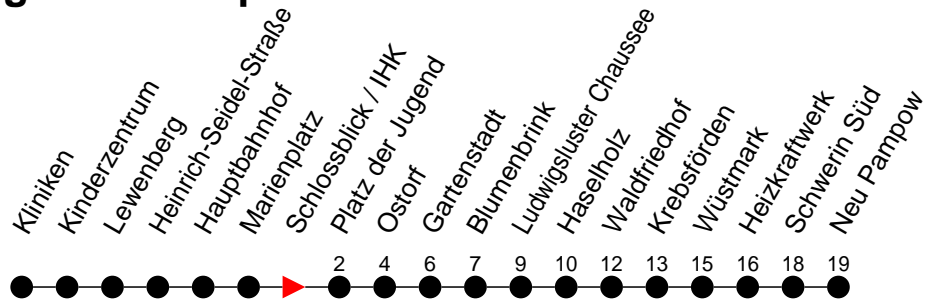 Kliniken
Kinderzentrum
Lewenberg
Heinrich-Seidel-Straße
Hauptbahnhof
Marienplatz
Schlossblick / IHK
Platz der Jugend
Ostorf
Gartenstadt
Blumenbrink
Ludwigsluster Chaussee
Haselholz
Waldfriedhof
Krebsförden
Wüstmark
Heizkraftwerk
Schwerin Süd
Neu Pampow
2 4 6 7 9 10 12 13 15 16 18 19